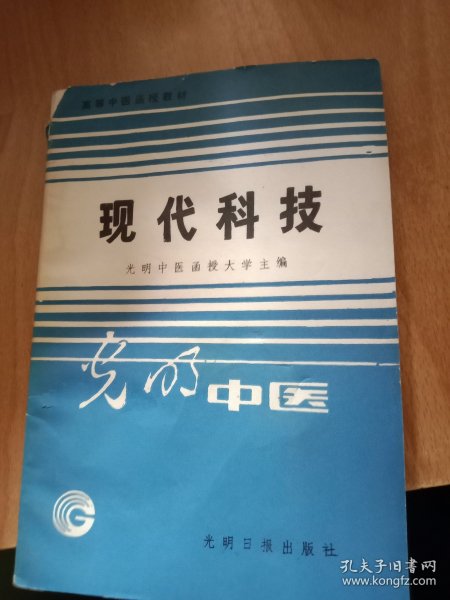 高等中医函授教材
现代科技
光明中医函授大学主编
光明中医
光明日报出版社
孔夫子旧书网
www.kongfz.com